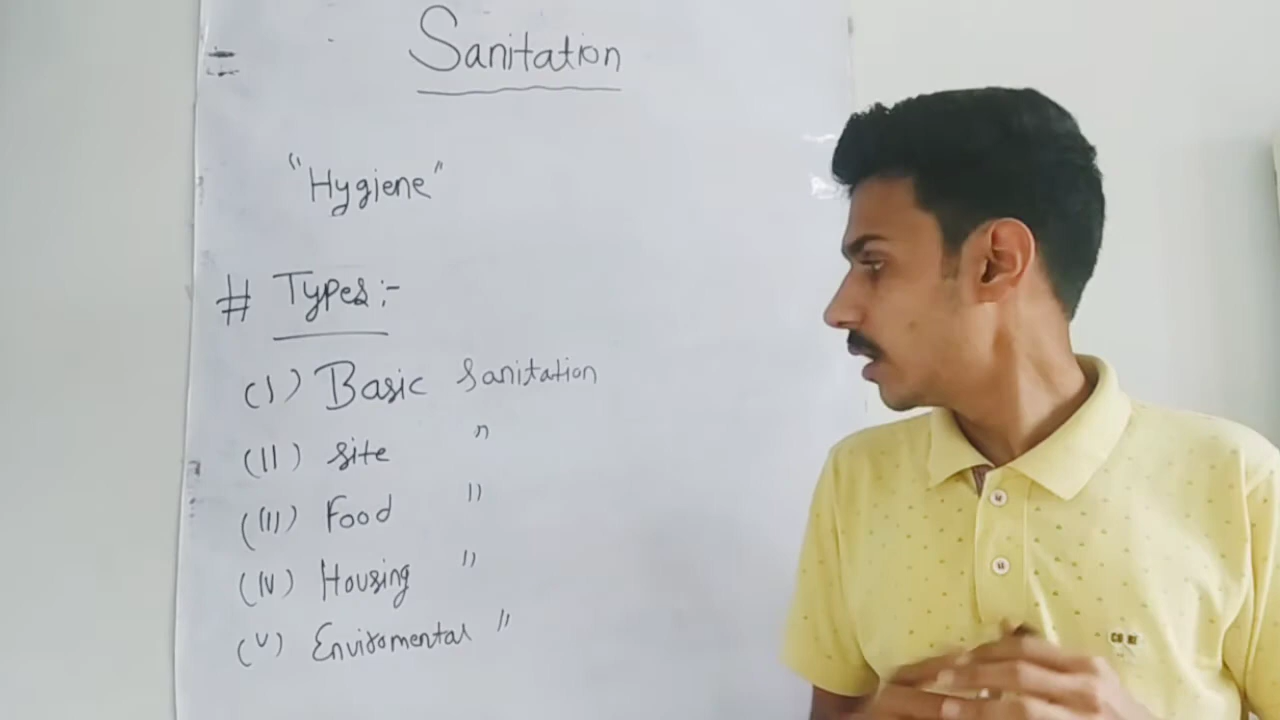 Sanitation
"Hygiene"
# Types:-
(I) Basic Sanitation
(II) Site "
(III) Food "
(IV) Housing "
(V) Enviromental "